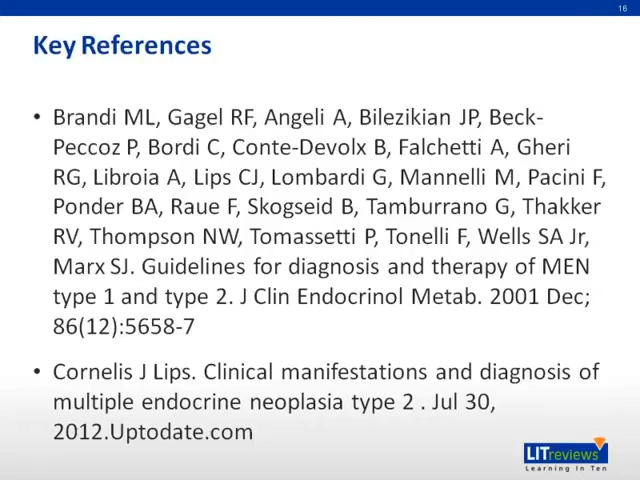 16
Key References
• Brandi ML, Gagel RF, Angeli A, Bilezikian JP, Beck-
Peccoz P, Bordi C, Conte-Devolx B, Falchetti A, Gheri
RG, Libroia A, Lips CJ, Lombardi G, Mannelli M, Pacini F,
Ponder BA, Raue F, Skogseid B, Tamburrano G, Thakker
RV, Thompson NW, Tomassetti P, Tonelli F, Wells SA Jr,
Marx SJ. Guidelines for diagnosis and therapy of MEN
type 1 and type 2. J Clin Endocrinol Metab. 2001 Dec;
86(12):5658-7
• Cornelis J Lips. Clinical manifestations and diagnosis of
multiple endocrine neoplasia type 2 . Jul 30,
2012.Uptodate.com
LITreviews
Learning In Ten